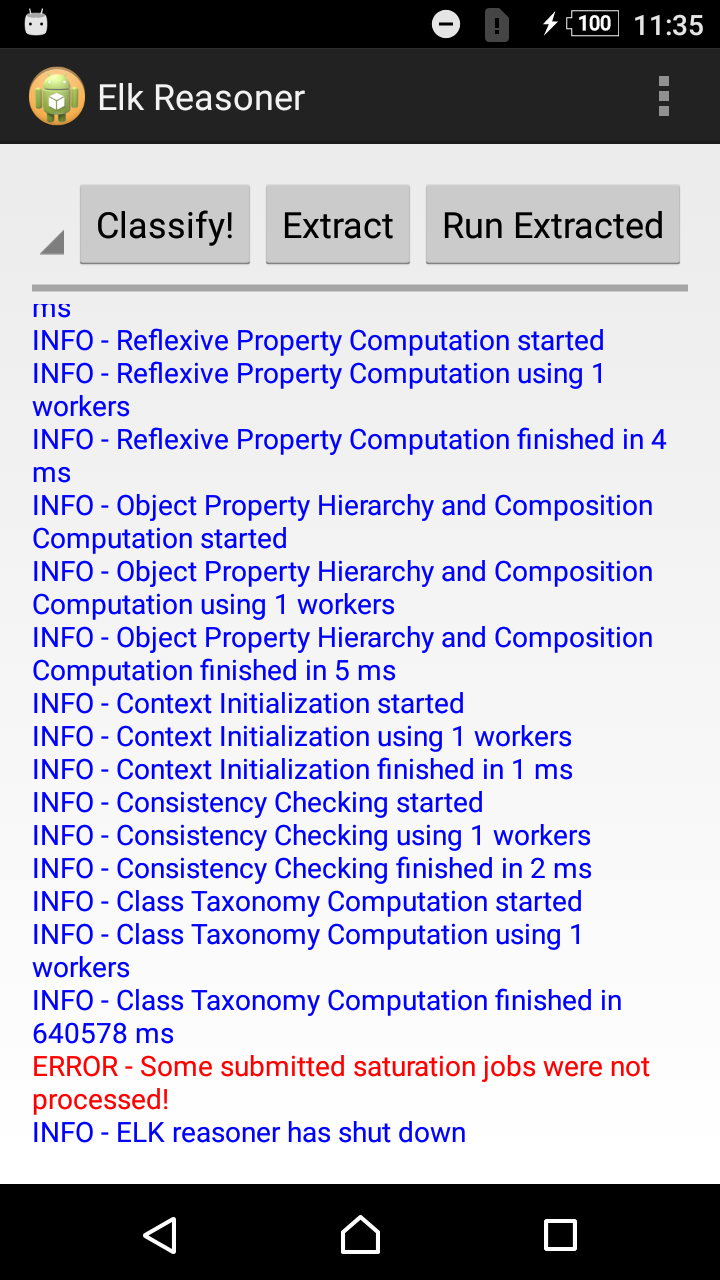 100 11:35
Elk Reasoner
Classify! Extract Run Extracted
ms
INFO - Reflexive Property Computation started
INFO - Reflexive Property Computation using 1
workers
INFO - Reflexive Property Computation finished in 4
ms
INFO - Object Property Hierarchy and Composition
Computation started
INFO - Object Property Hierarchy and Composition
Computation using 1 workers
INFO - Object Property Hierarchy and Composition
Computation finished in 5 ms
INFO - Context Initialization started
INFO - Context Initialization using 1 workers
INFO - Context Initialization finished in 1 ms
INFO - Consistency Checking started
INFO - Consistency Checking using 1 workers
INFO - Consistency Checking finished in 2 ms
INFO - Class Taxonomy Computation started
INFO - Class Taxonomy Computation using 1
workers
INFO - Class Taxonomy Computation finished in
640578 ms
ERROR - Some submitted saturation jobs were not
processed!
INFO - ELK reasoner has shut down